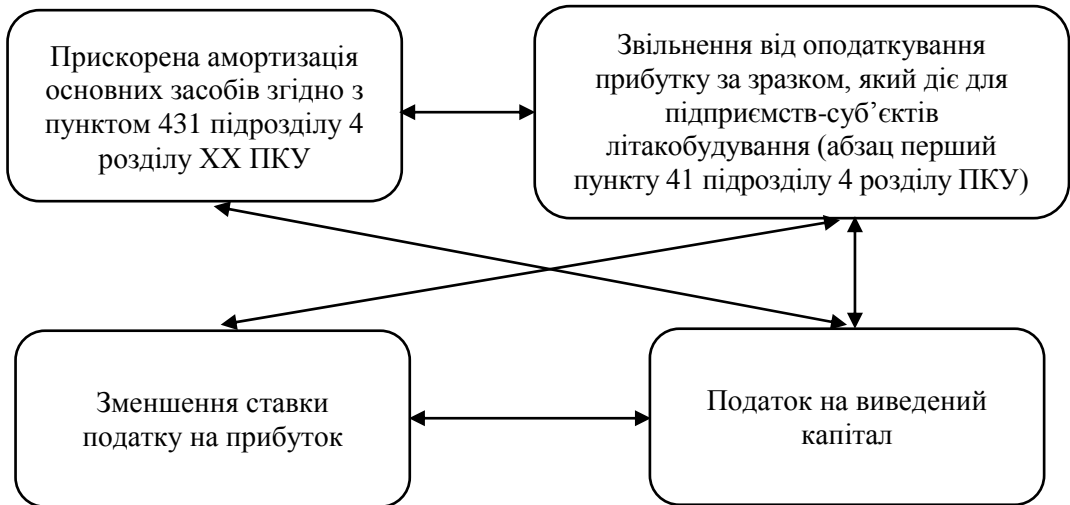 Прискорена амортизація
основних засобів згідно з
пунктом 431 підрозділу 4
розділу ХХ ПКУ
Звільнення від оподаткування
прибутку за зразком, який діє для
підприємств-суб’єктів
літакобудування (абзац перший
пункту 41 підрозділу 4 розділу ПКУ)
Зменшення ставки
податку на прибуток
Податок на виведений
капітал